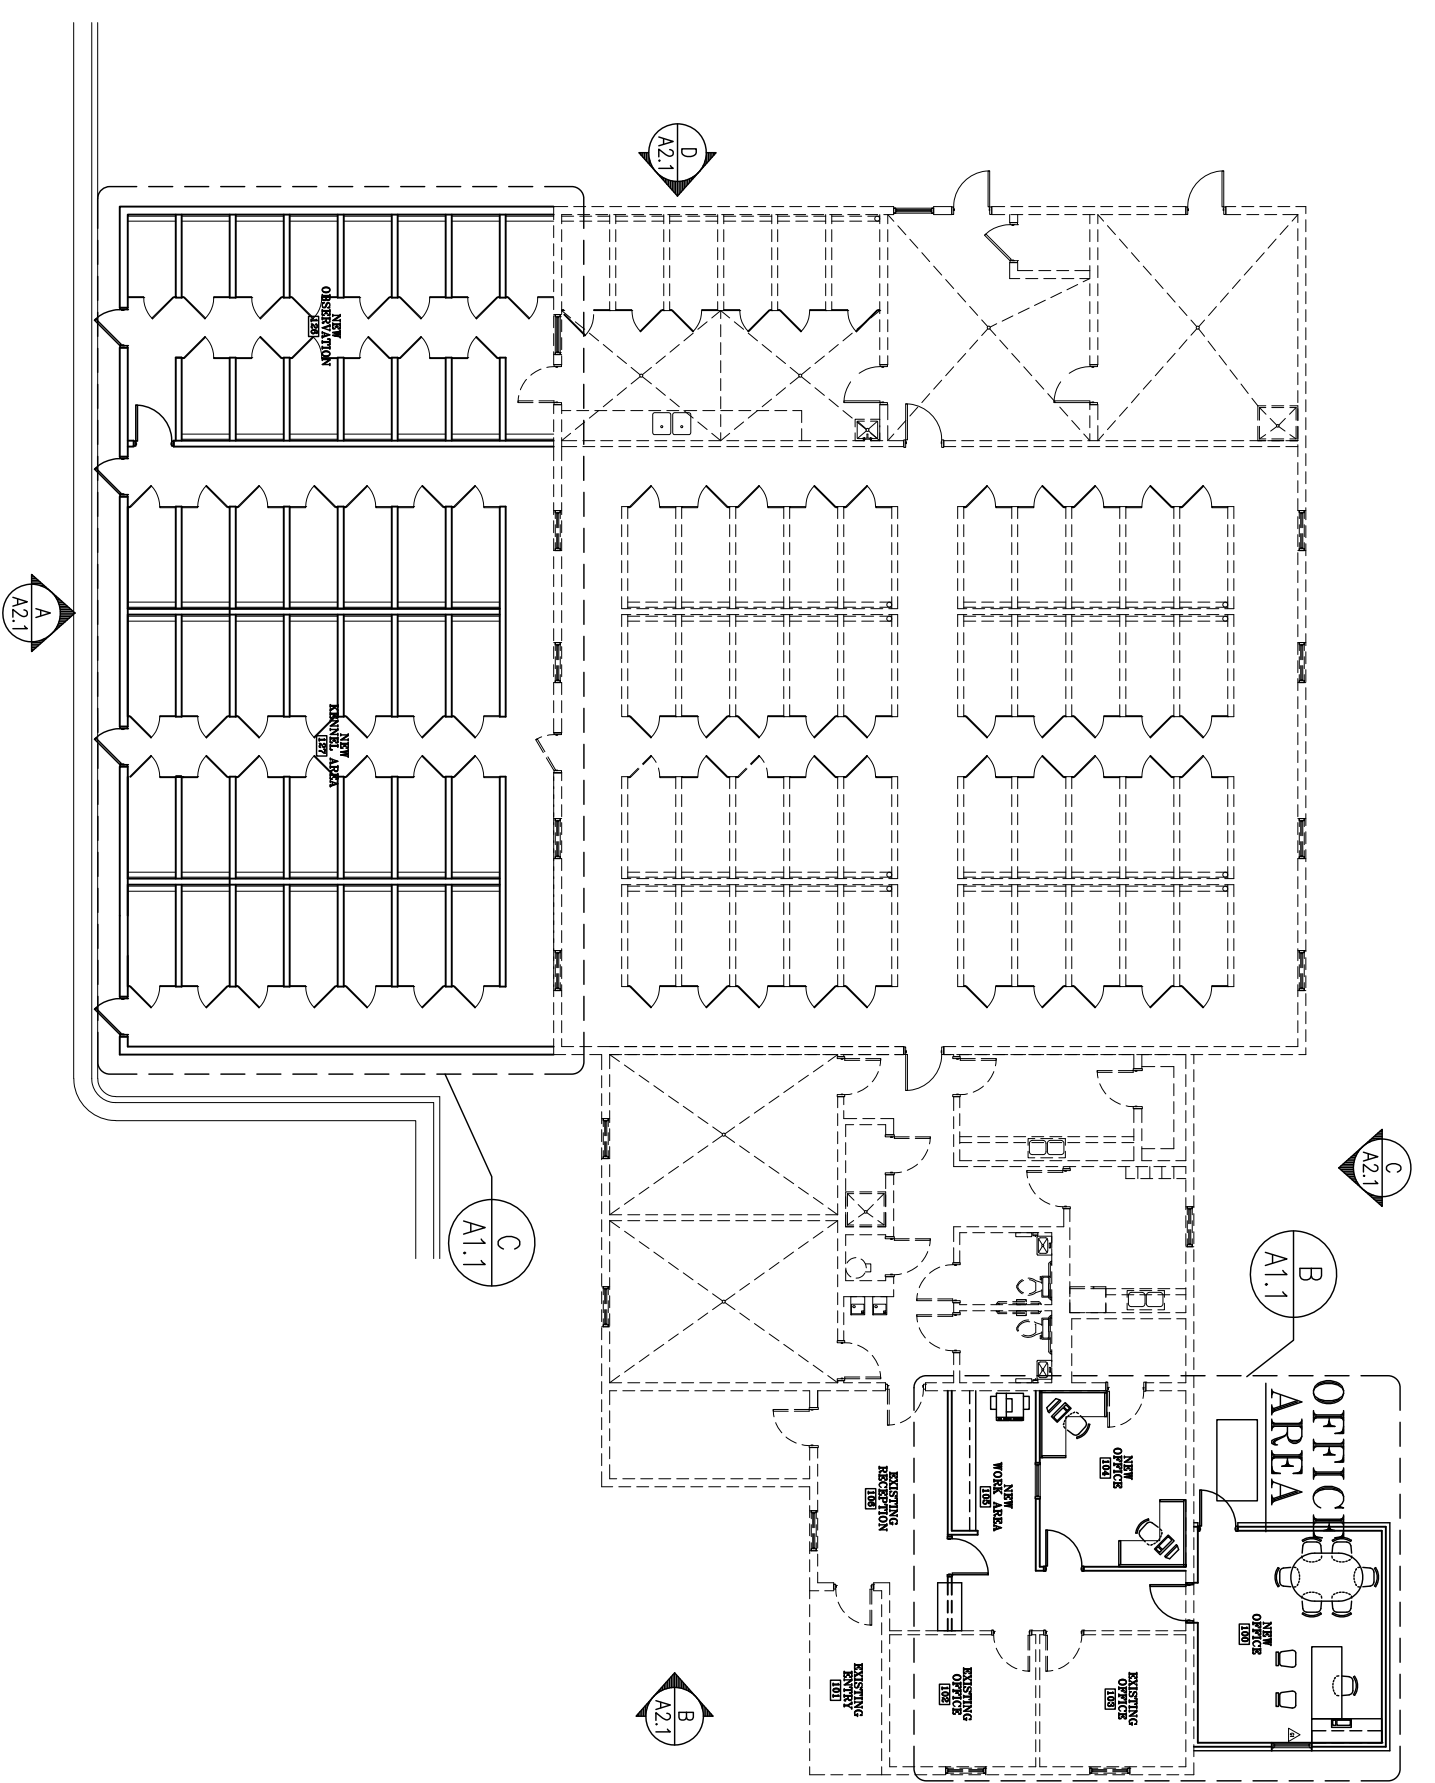 D
A2.1
A
A2.1
C
A2.1
B
A2.1
C
A1.1
B
A1.1
OFFICE
AREA
NEW
OBSERVATION
126
NEW
KENNEL AREA
127
NEW
OFFICE
104
NEW
WORK AREA
105
EXISTING
RECEPTION
106
NEW
OFFICE
100
EXISTING
OFFICE
103
EXISTING
OFFICE
102
EXISTING
ENTRY
101